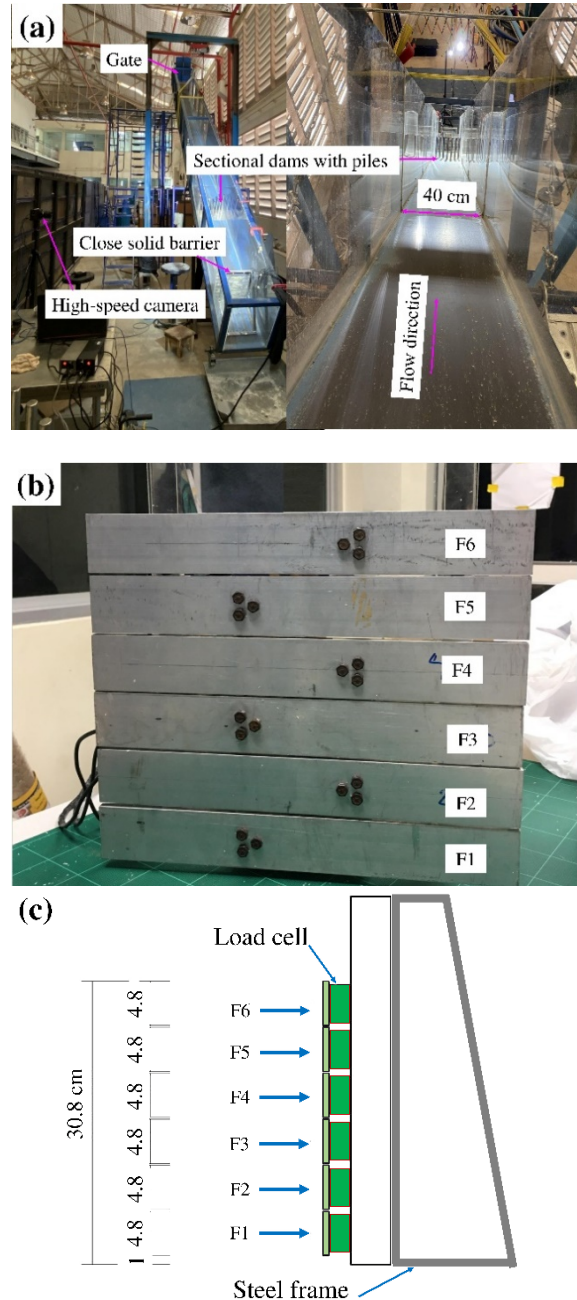 (a)
Gate
Sectional dams with piles
40 cm
Close solid barrier
High-speed camera
Flow direction
(b)
F6
F5
F4
F3
F2
F1
(c)
Load cell
30.8 cm
4.8
F6
4.8
F5
4.8
F4
4.8
F3
4.8
F2
4.8
F1
1
Steel frame